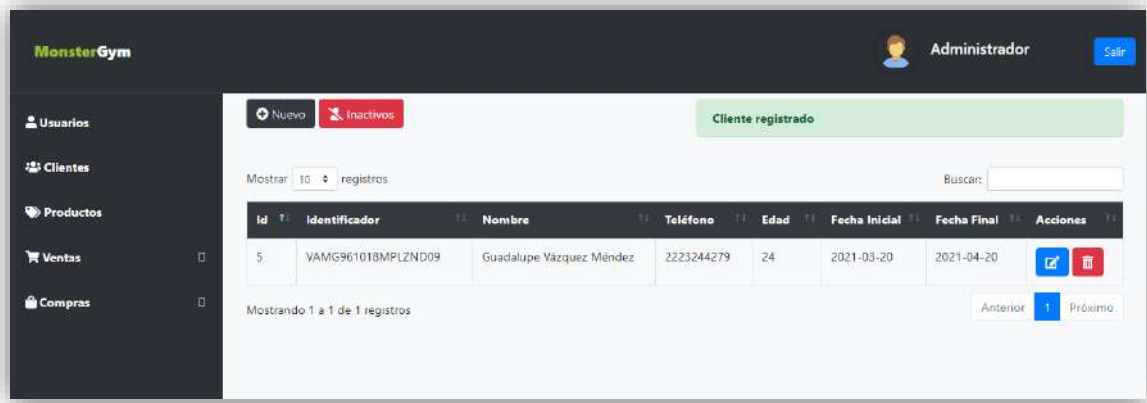 MonsterGym
Administrador
Salir
Usuarios
Clientes
Productos
Ventas
Compras
Nuevo
Inactivos
Cliente registrado
Mostrar 10 registros
Buscar:
Id Identificador Nombre Teléfono Edad Fecha Inicial Fecha Final Acciones
5 VAMG961018MPLZND09 Guadalupe Vázquez Méndez 2223244279 24 2021-03-20 2021-04-20
Mostrando 1 a 1 de 1 registros
Anterior 1 Próximo